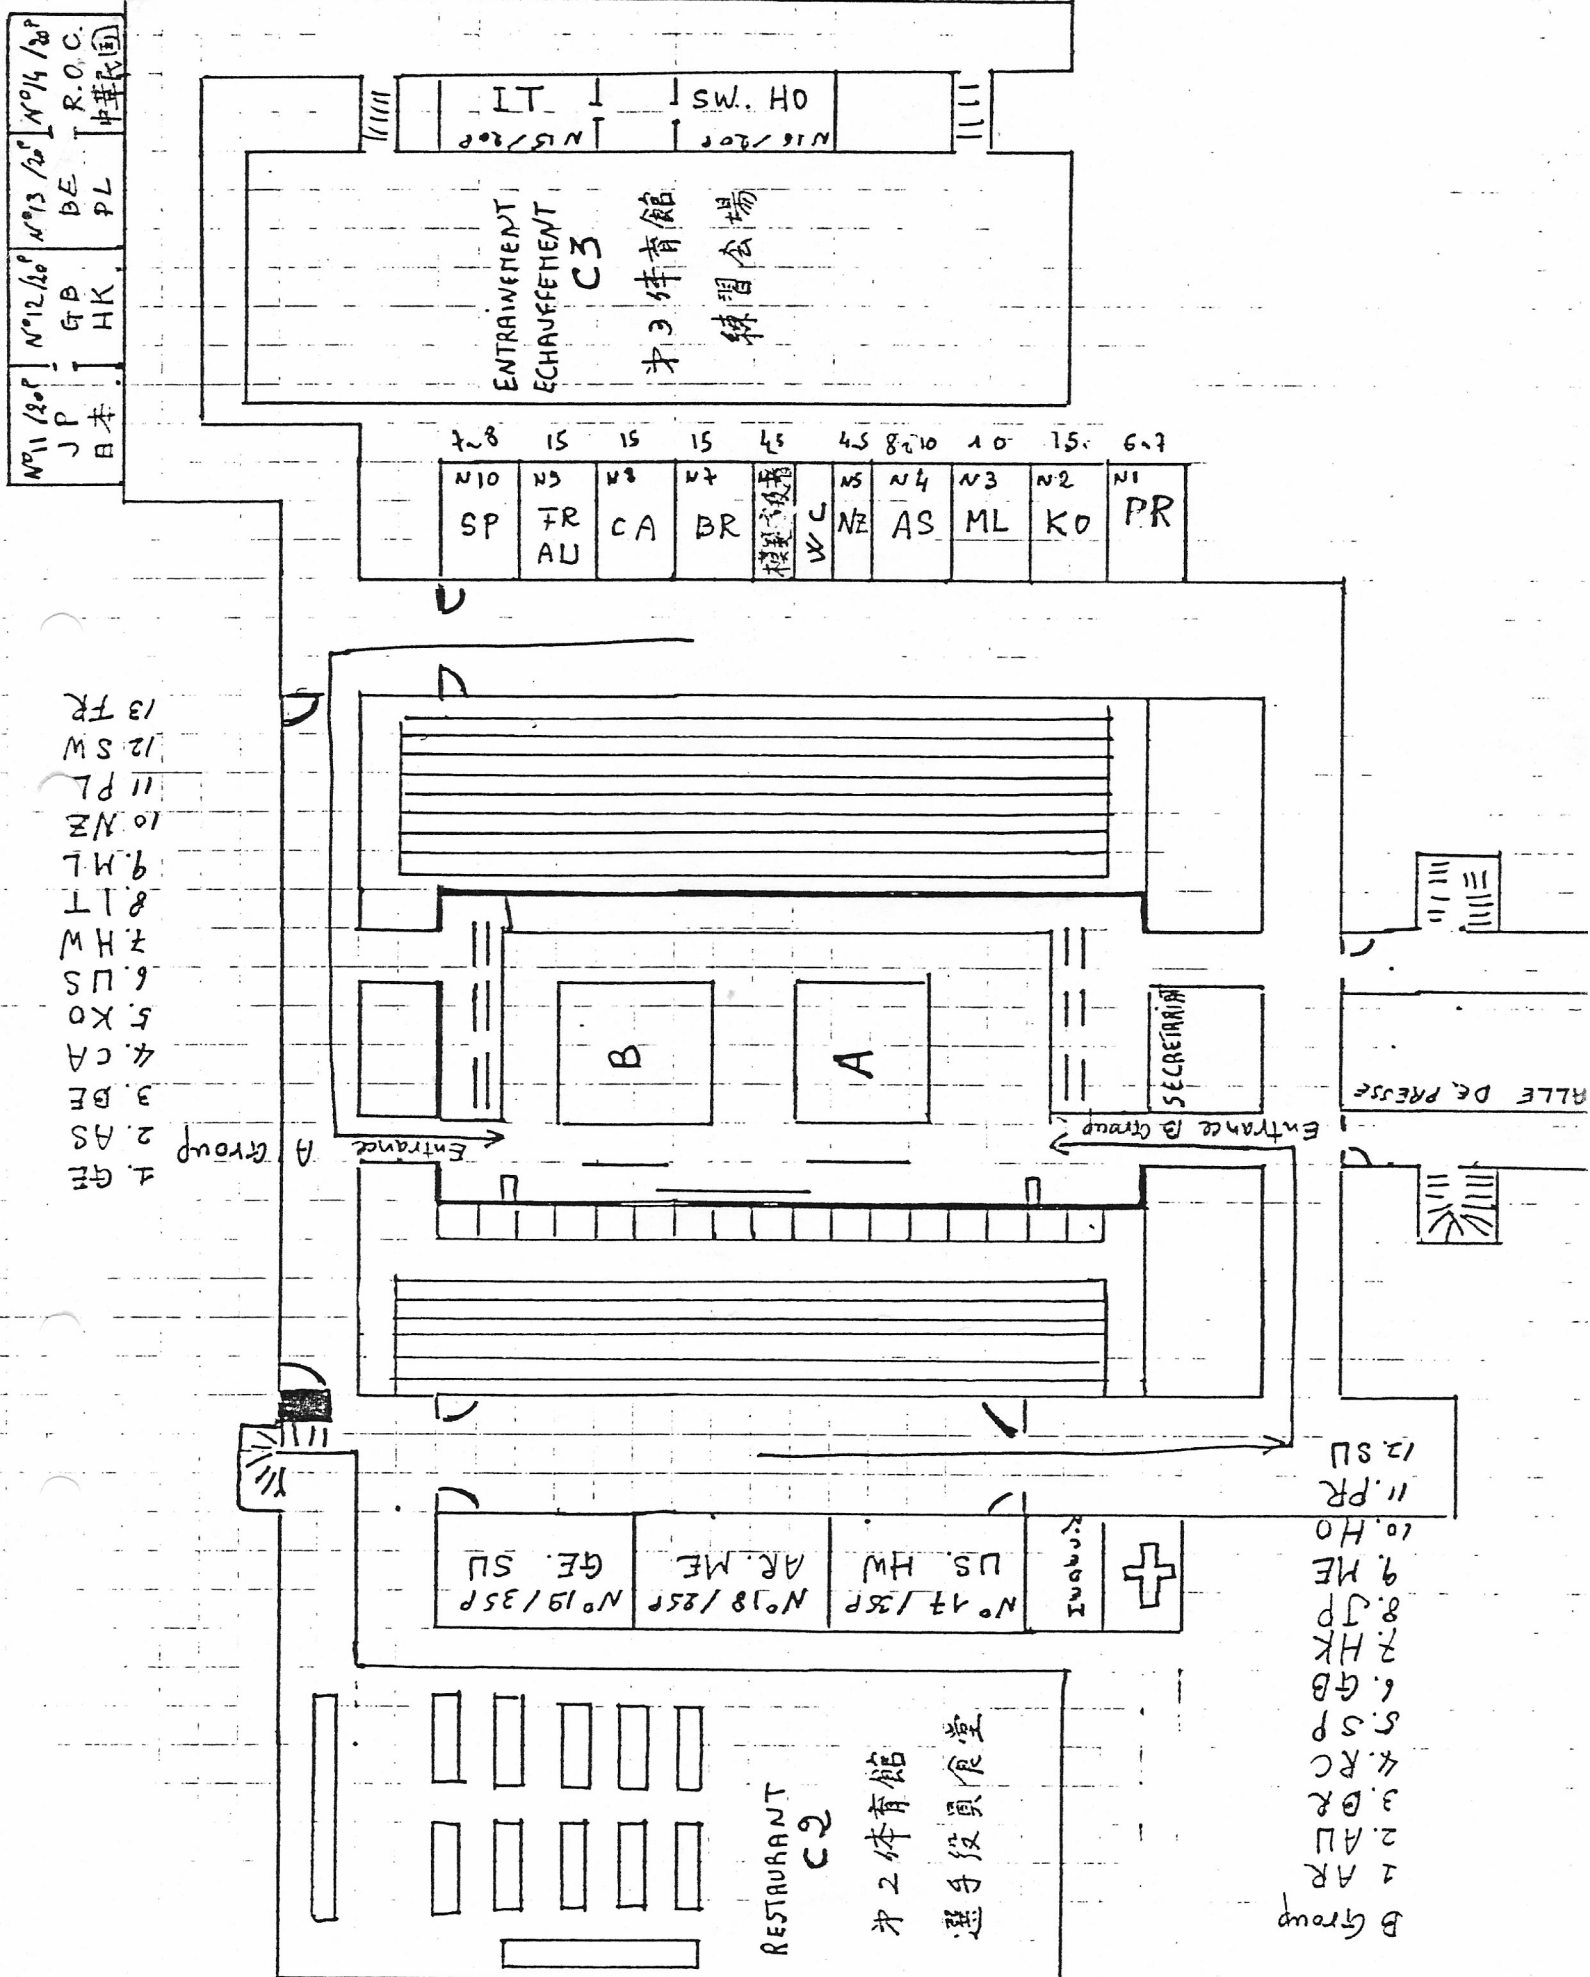 N°11/20P
JP
日本
N°12/20P
GB
HK
N°13/20P
BE
PL
N°14/20P
R.O.C.
中華民国
IT
N15/20P
SW. HO
N16/20P
ENTRAINEMENT
ECHAUFFEMENT
C3
才3体育館
練習会場
7~8
15
15
15
45
4-5
8~10
10
15.
6-7
N10
SP
N9
FR
AU
N8
CA
N7
BR
WC
N5
NZ
N4
AS
N3
ML
N2
KO
N1
PR
A Group
1. GE
2. AS
3. BE
4. CA
5. KO
6. US
7. HW
8. IT
9. ML
10. NZ
11 PL
12. SW
13 FR
Entrance
B
A
SECRETARIAT
Entrance B Group
ALLE DE PRESSE
N°19/35P
GE. SU
N°18/25P
AR. ME
N°17/35P
US. HW
RESTAURANT
C2
才2体育館
選手役員食堂
B Group
1 AR
2. AU
3. BR
4. RC
5. SP
6. GB
7. HK
8. JP
9. ME
10. HO
11. PR
12. SU